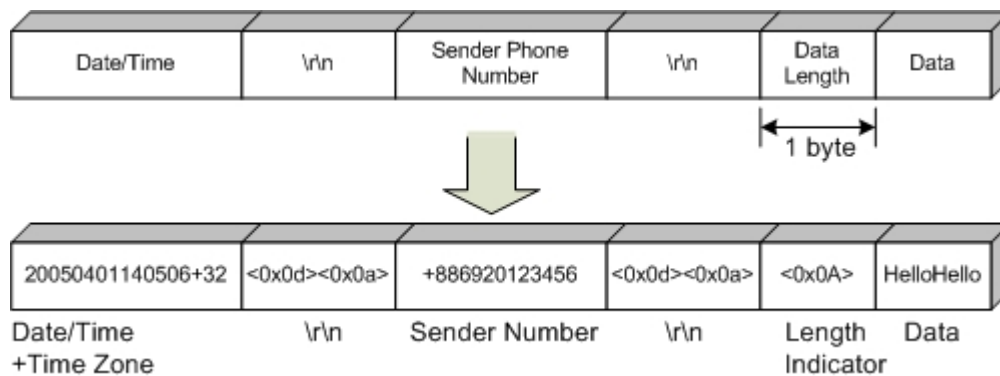 Date/Time \r\n Sender Phone Number \r\n Data Length Data
1 byte
20050401140506+32 <0x0d><0x0a> +886920123456 <0x0d><0x0a> <0x0A> HelloHello
Date/Time \r\n Sender Number \r\n Length Data
+Time Zone Indicator